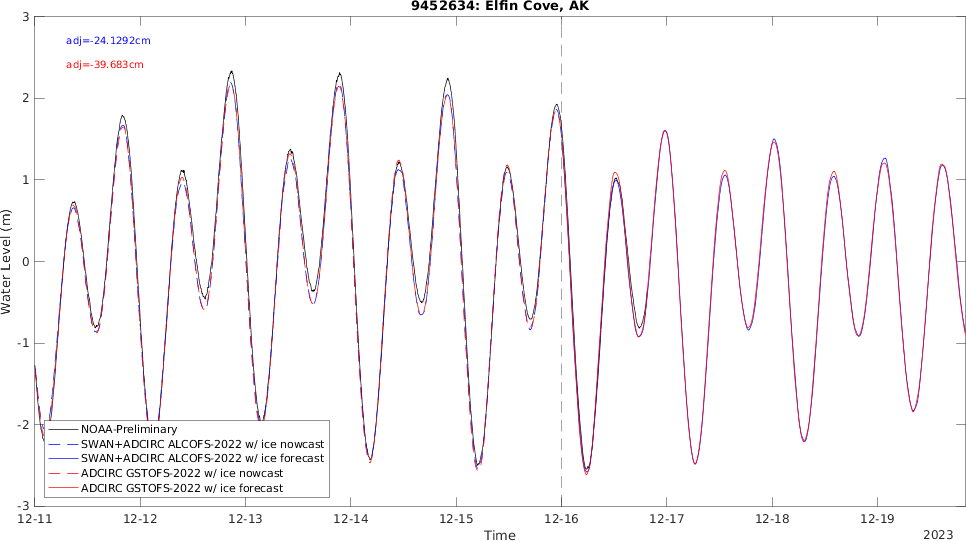 9452634: Elfin Cove, AK
adj=-24.1292cm
adj=-39.683cm
3
2
1
0
-1
-2
-3
Water Level (m)
NOAA-Preliminary
SWAN+ADCIRC ALCOFS-2022 w/ ice nowcast
SWAN+ADCIRC ALCOFS-2022 w/ ice forecast
ADCIRC GSTOFS-2022 w/ ice nowcast
ADCIRC GSTOFS-2022 w/ ice forecast
12-11 12-12 12-13 12-14 12-15 12-16 12-17 12-18 12-19
Time
2023